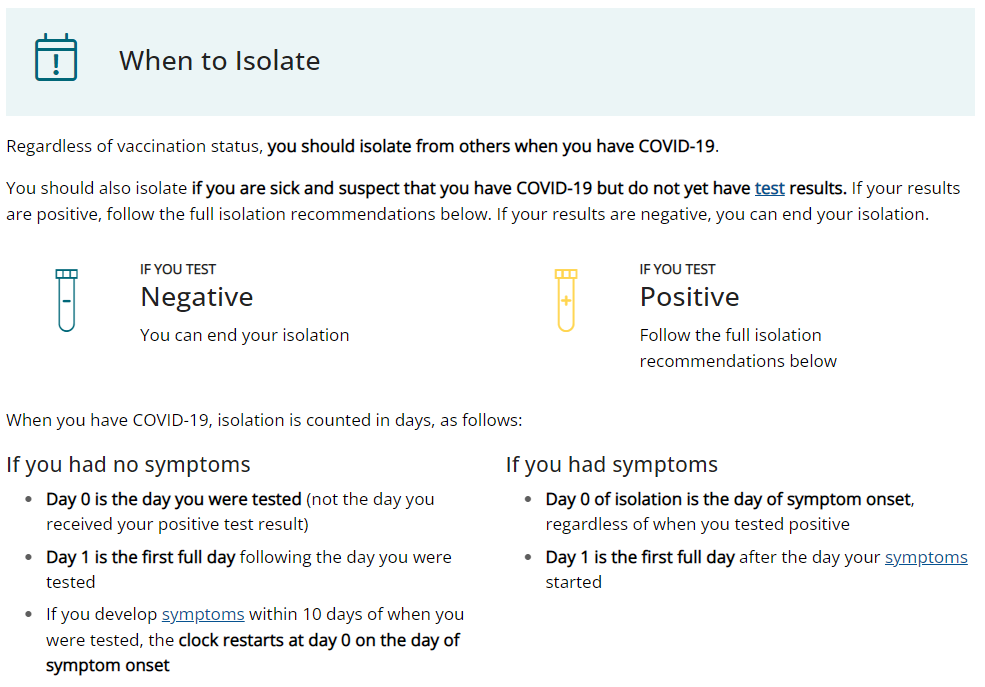 When to Isolate
Regardless of vaccination status, you should isolate from others when you have COVID-19.
You should also isolate if you are sick and suspect that you have COVID-19 but do not yet have test results. If your results
are positive, follow the full isolation recommendations below. If your results are negative, you can end your isolation.
IF YOU TEST
Negative
You can end your isolation
IF YOU TEST
Positive
Follow the full isolation
recommendations below
When you have COVID-19, isolation is counted in days, as follows:
If you had no symptoms
Day 0 is the day you were tested (not the day you
received your positive test result)
Day 1 is the first full day following the day you were
tested
If you develop symptoms within 10 days of when you
were tested, the clock restarts at day 0 on the day of
symptom onset
If you had symptoms
Day 0 of isolation is the day of symptom onset,
regardless of when you tested positive
Day 1 is the first full day after the day your symptoms
started